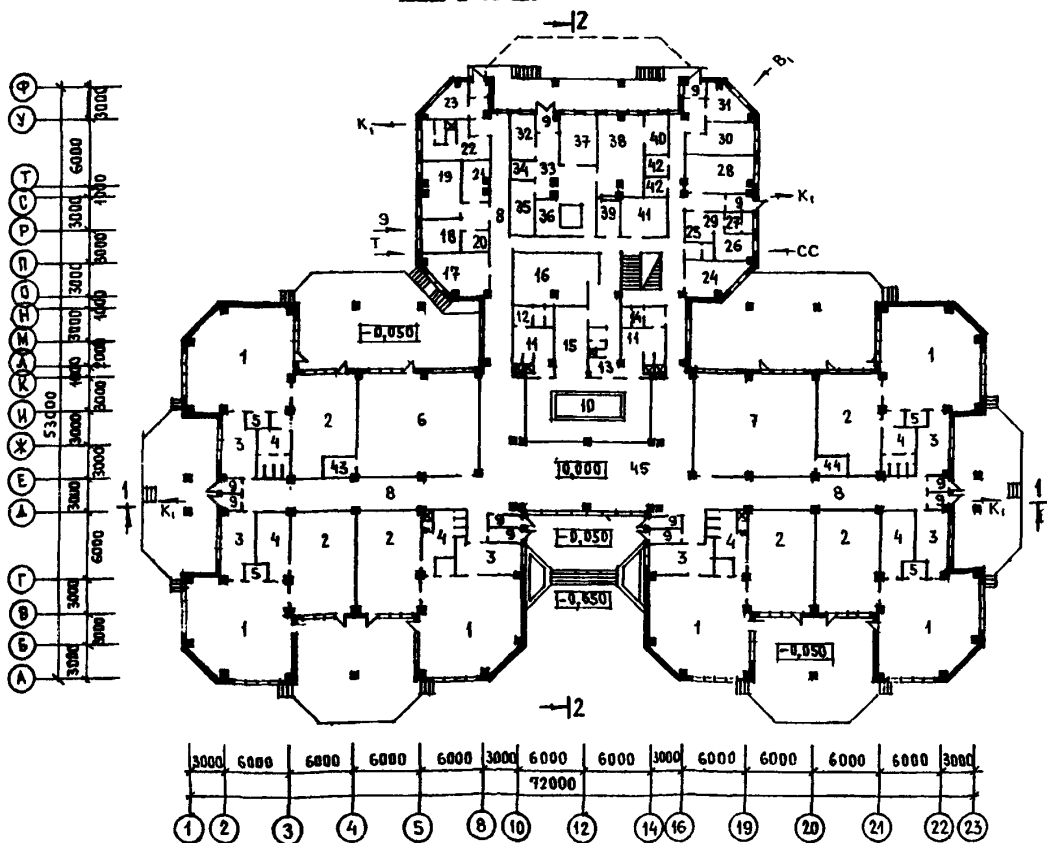 2
В₁
Ф 3000 23 9 31
У К₁ 9 32 37 38 40 30
6000 22 33 42
Т 19 21 34 42 28
С 1000 8 К₁
Р 3000 Э 35 36 39 41 25 29 27 9
П 3000 Т 18 20 26 СС
О 3000 17 16 24
Н 1000 12 14
М 3000 -0,050 11 15 11
Л 2000 1 13 1
К 1000
И 3000 2 6 10 7 2
53000 5 5
Ж 3000 3 4 4 3
Е 3000 43 0,000 45 44
1 9 8 8 9 1
Д 3000 К₁ 9 9 К₁
6000 3 4 2 2 4 9 9 -0,050 9 9 4 2 2 4 3
5 3 3 5
Г
В 3000 -0,650
Б 3000 1 1 1 1
А 3000 -0,050
2
3000 6000 6000 6000 6000 3000 6000 6000 3000 6000 6000 6000 6000 3000
72000
1 2 3 4 5 8 10 12 14 16 19 20 21 22 23